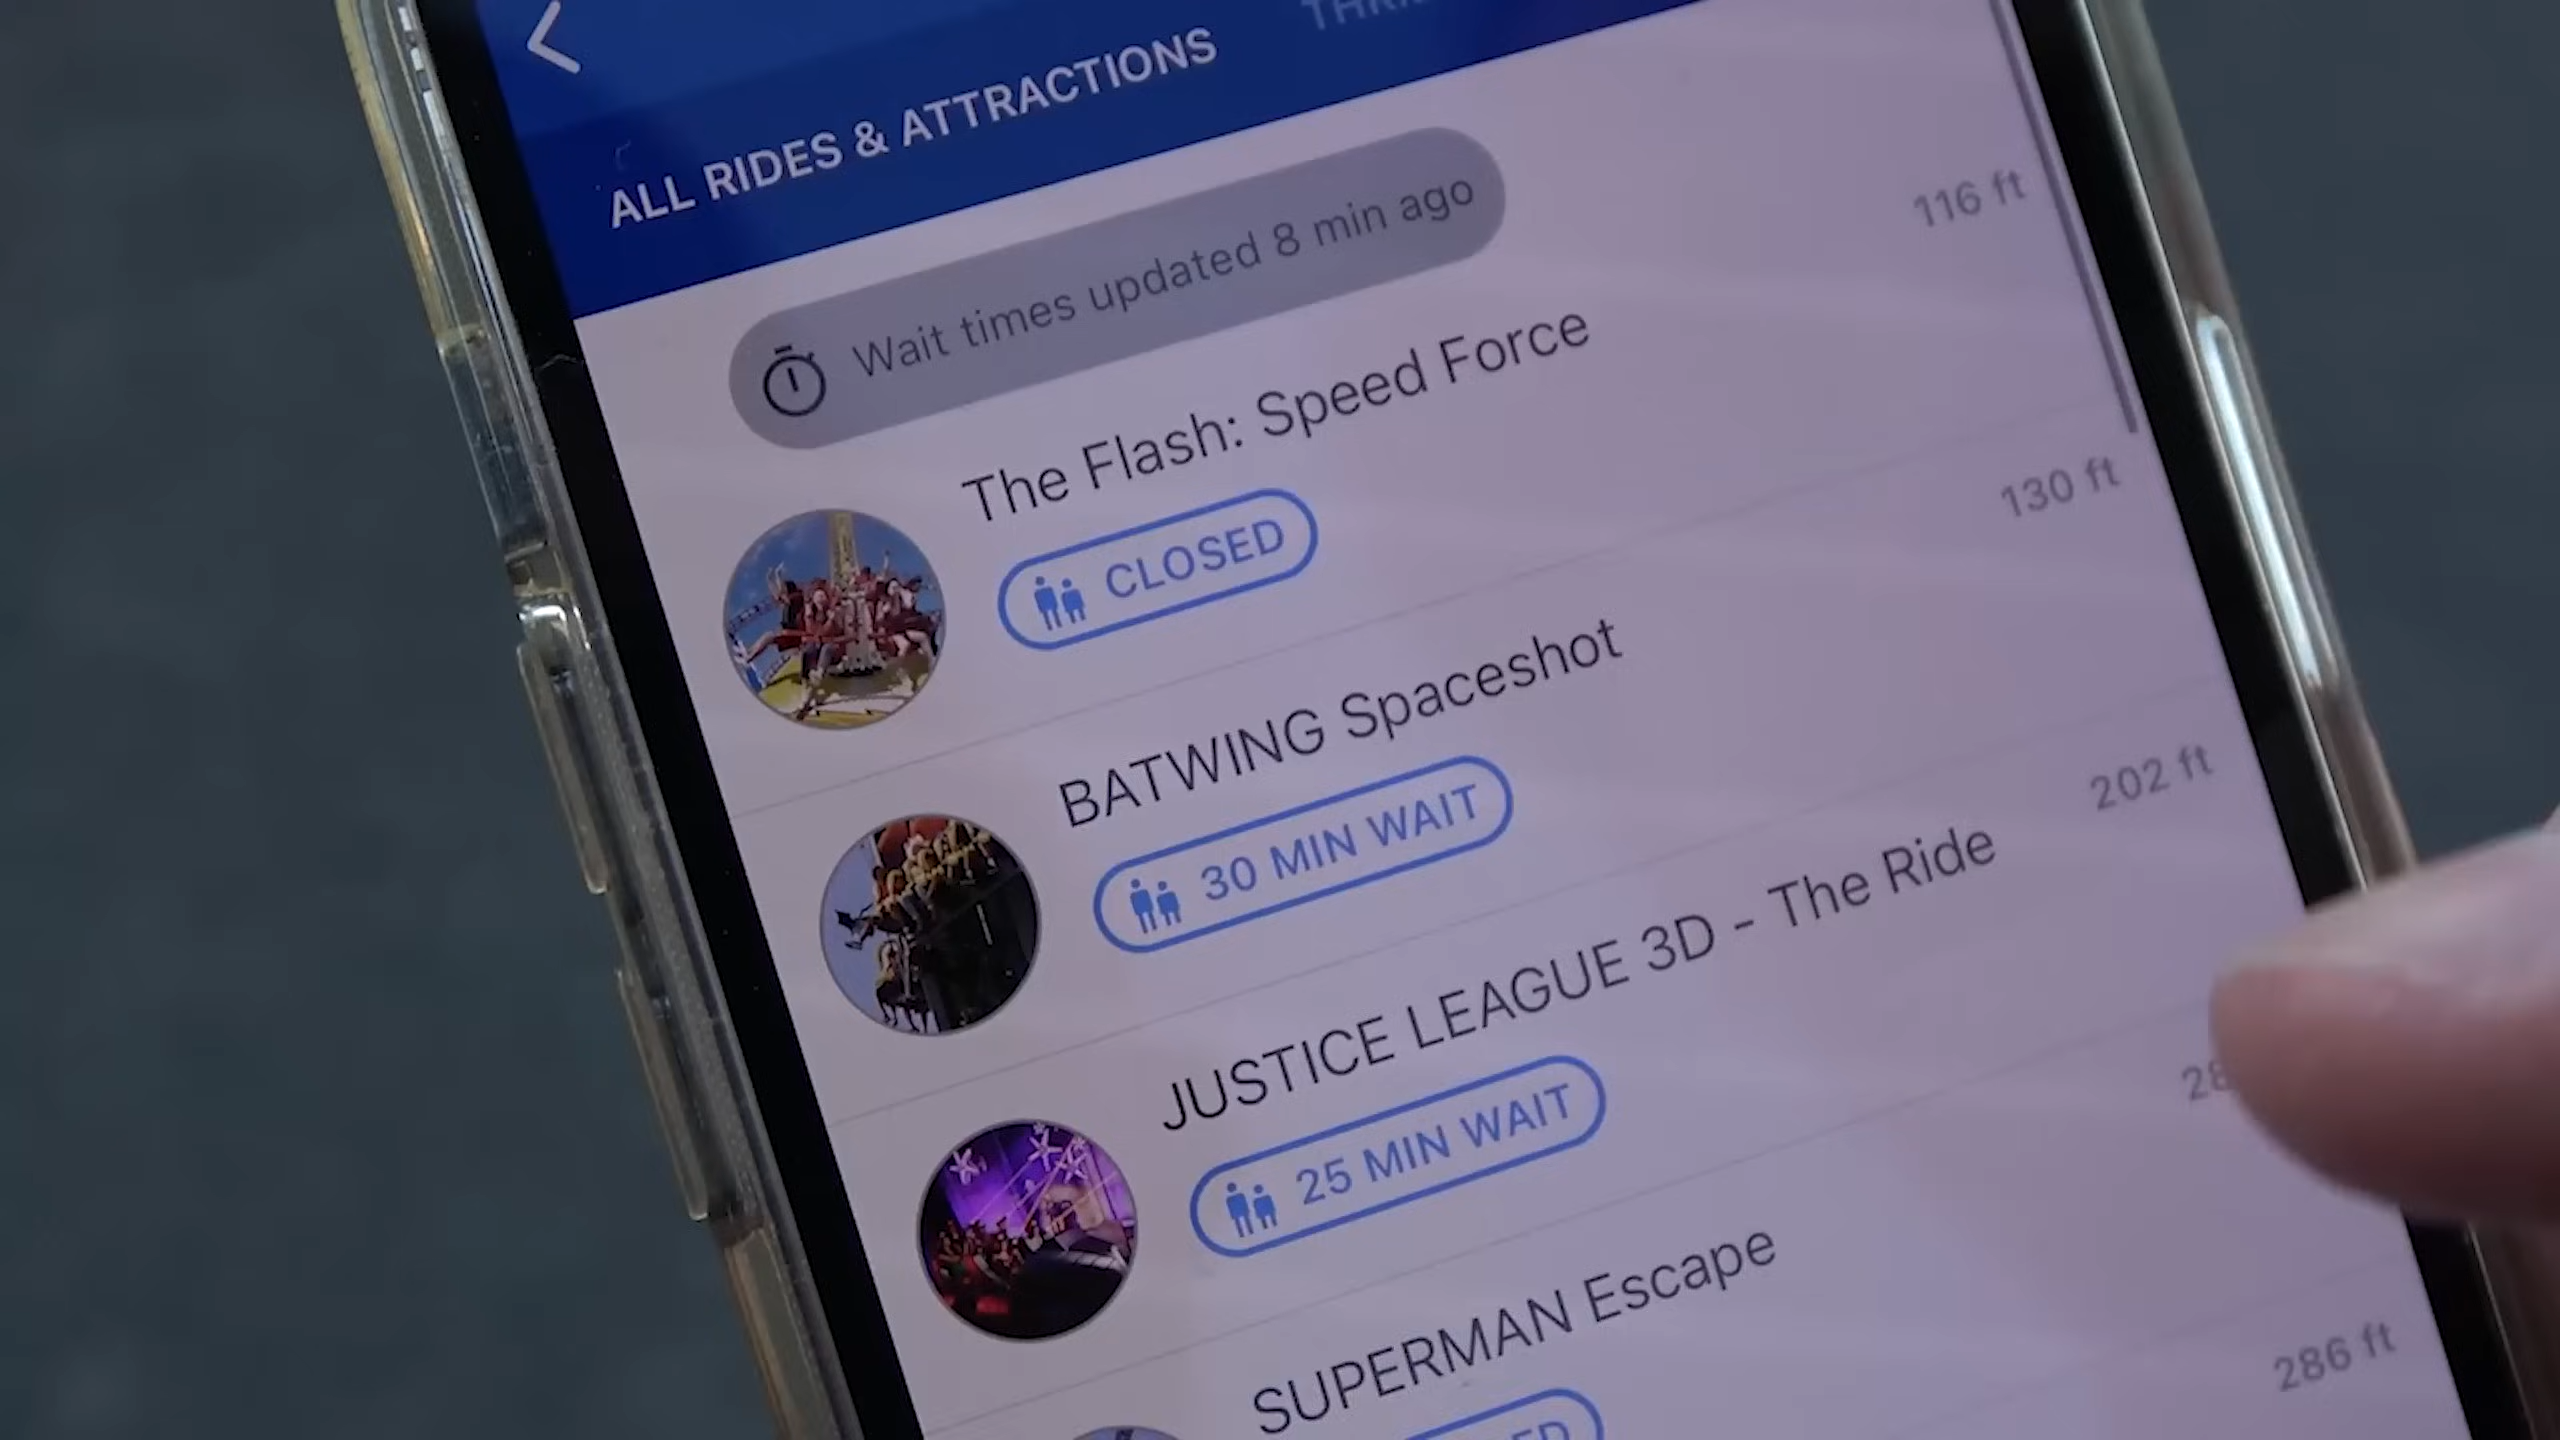 ALL RIDES & ATTRACTIONS
Wait times updated 8 min ago
The Flash: Speed Force 116 ft
CLOSED
BATWING Spaceshot 130 ft
30 MIN WAIT
JUSTICE LEAGUE 3D - The Ride 202 ft
25 MIN WAIT
SUPERMAN Escape
286 ft